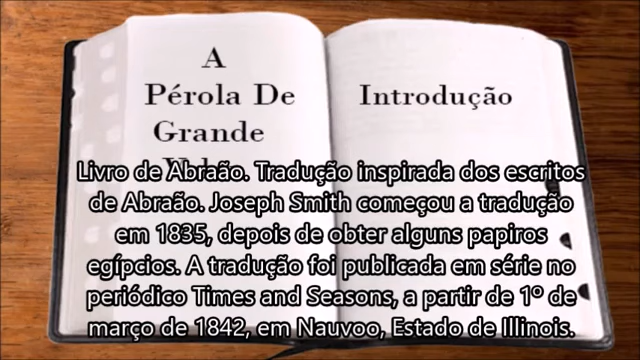 A
Pérola De
Grande
Introdução
Livro de Abraão. Tradução inspirada dos escritos
de Abraão. Joseph Smith começou a tradução
em 1835, depois de obter alguns papiros
egípcios. A tradução foi publicada em série no
periódico Times and Seasons, a partir de 1º de
março de 1842, em Nauvoo, Estado de Illinois.